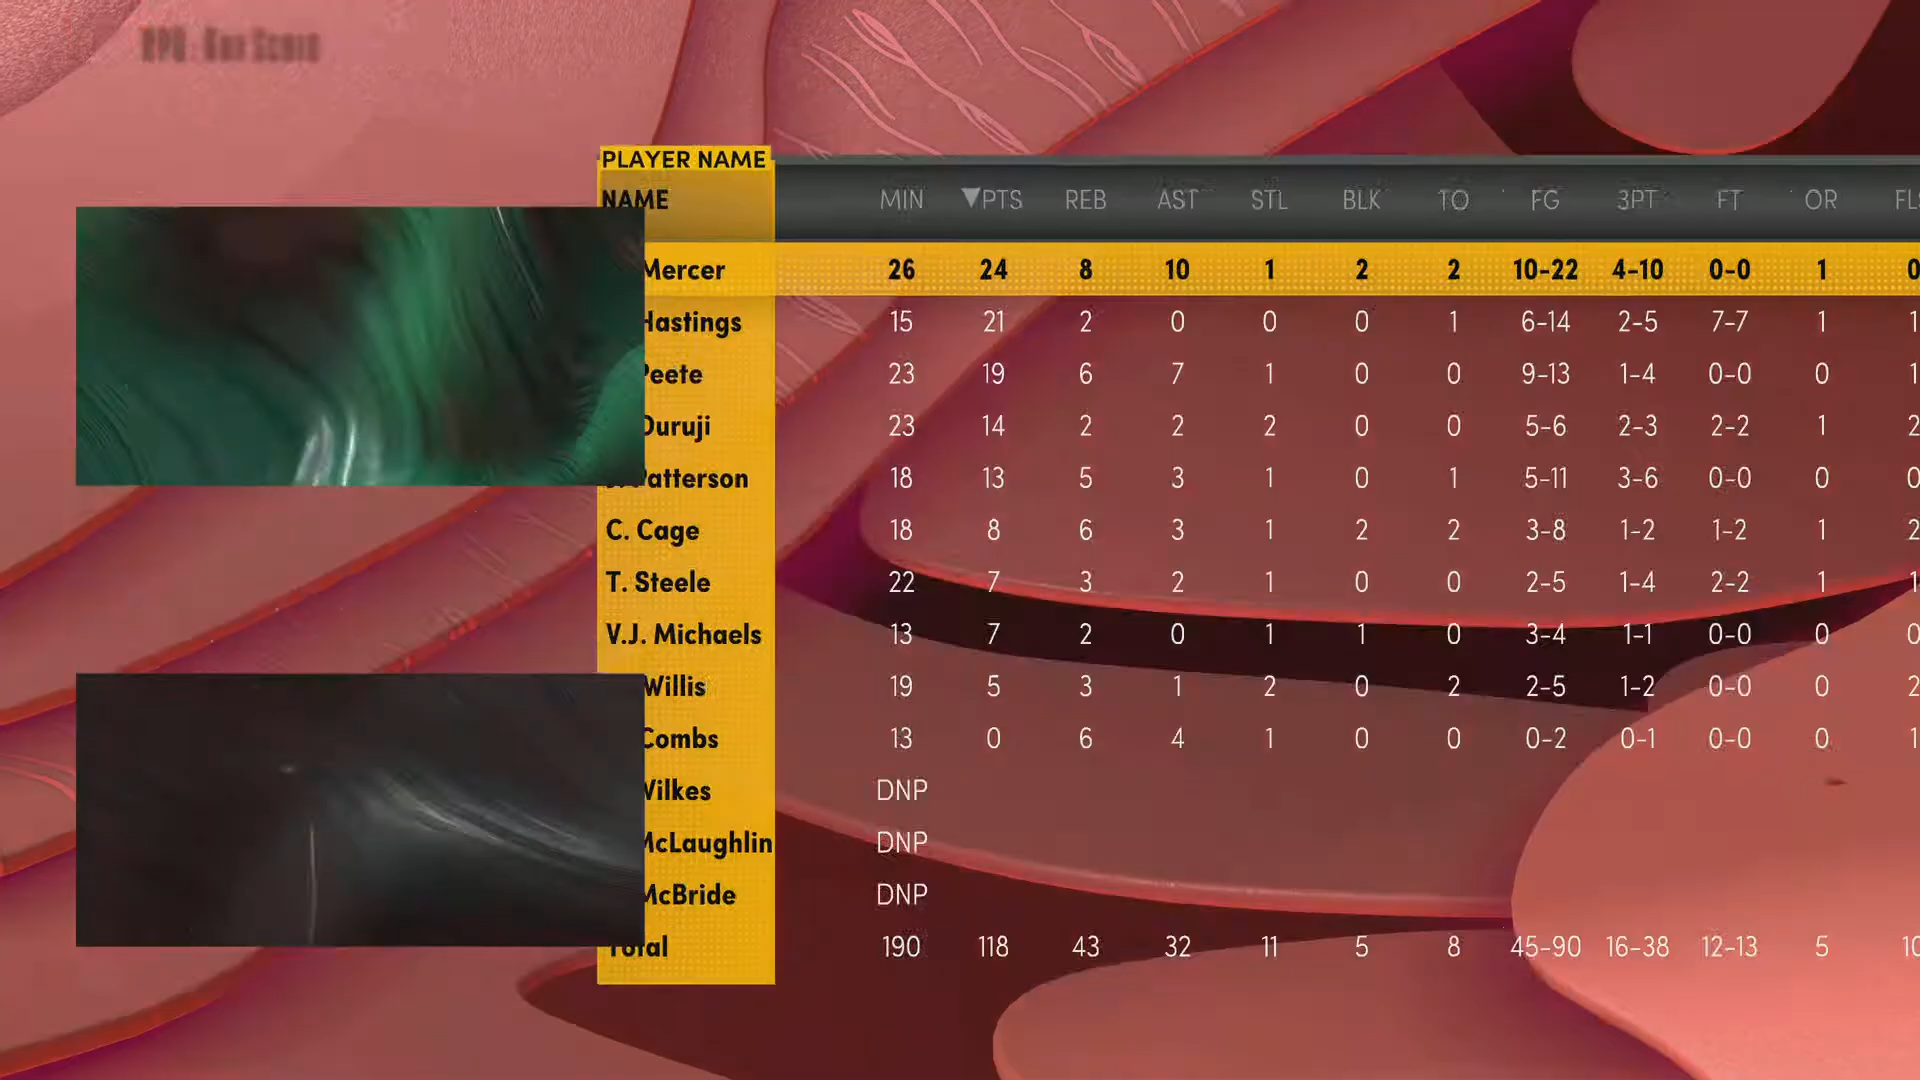 PLAYER NAME
NAME MIN ▼PTS REB AST STL BLK TO FG 3PT FT OR
Mercer 26 24 8 10 1 2 2 10-22 4-10 0-0 1 0
Hastings 15 21 2 0 0 0 1 6-14 2-5 7-7 1 1
Peete 23 19 6 7 1 0 0 9-13 1-4 0-0 0 1
Duruji 23 14 2 2 2 0 0 5-6 2-3 2-2 1 2
Patterson 18 13 5 3 1 0 1 5-11 3-6 0-0 0 0
C. Cage 18 8 6 3 1 2 2 3-8 1-2 1-2 1 2
T. Steele 22 7 3 2 1 0 0 2-5 1-4 2-2 1 1
V.J. Michaels 13 7 2 0 1 1 0 3-4 1-1 0-0 0 0
Willis 19 5 3 1 2 0 2 2-5 1-2 0-0 0 2
Combs 13 0 6 4 1 0 0 0-2 0-1 0-0 0 1
Wilkes DNP
McLaughlin DNP
McBride DNP
Total 190 118 43 32 11 5 8 45-90 16-38 12-13 5 10